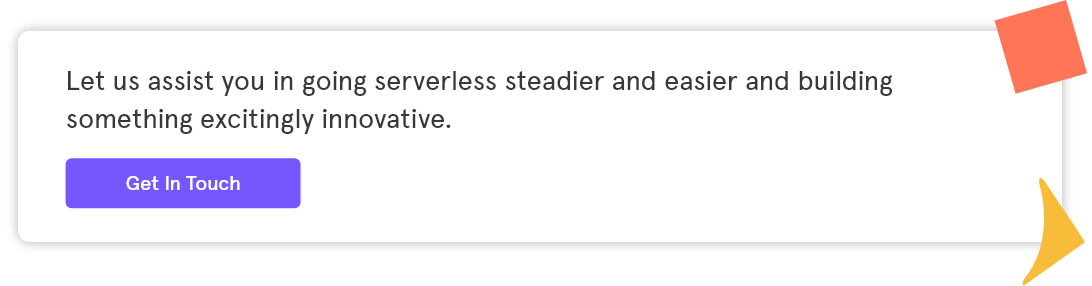 Let us assist you in going serverless steadier and easier and building
something excitingly innovative.
Get In Touch